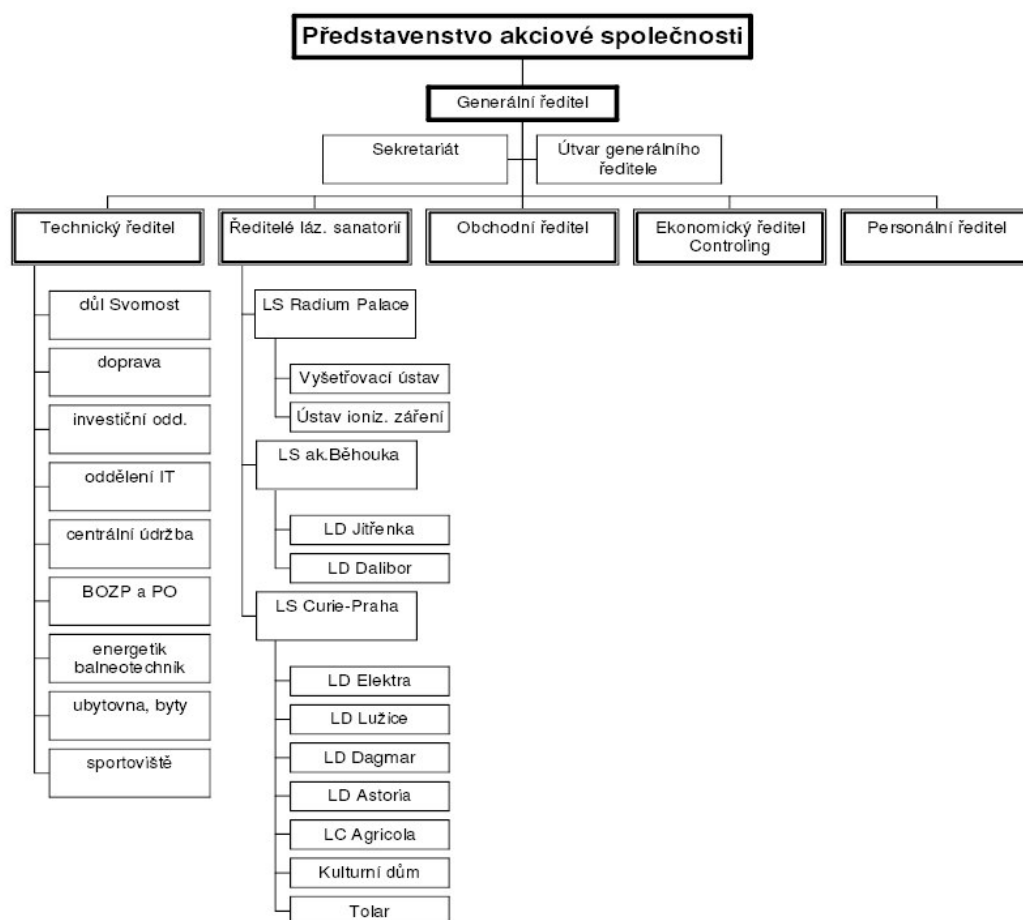 Představenstvo akciové společnosti
Generální ředitel
Sekretariát
Útvar generálního
ředitele
Technický ředitel
Ředitelé láz. sanatorií
Obchodní ředitel
Ekonomický ředitel
Controling
Personální ředitel
důl Svornost
doprava
investiční odd.
oddělení IT
centrální údržba
BOZP a PO
energetik
balneotechnik
ubytovna, byty
sportoviště
LS Radium Palace
Vyšetřovací ústav
Ústav ioniz. záření
LS ak.Běhouka
LD Jitřenka
LD Dalibor
LS Curie-Praha
LD Elektra
LD Lužice
LD Dagmar
LD Astoria
LC Agricola
Kulturní dům
Tolar